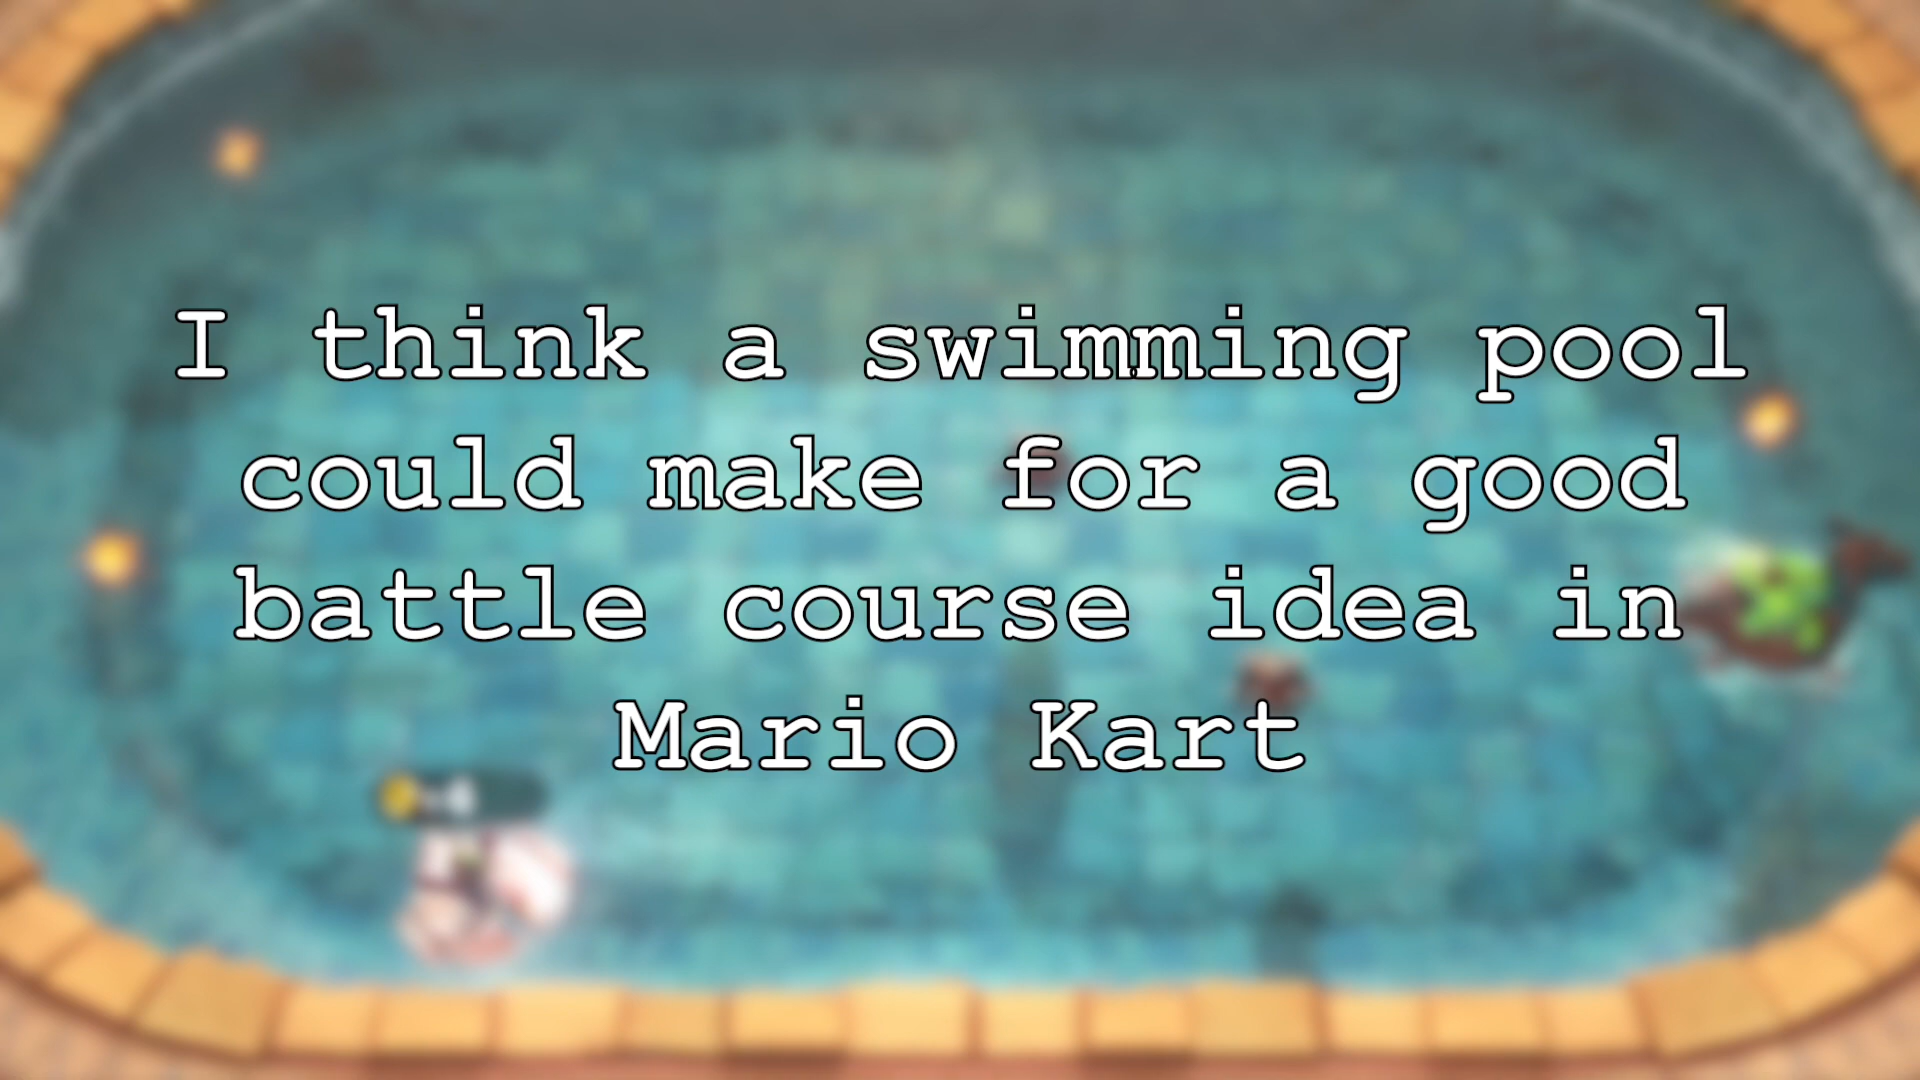 I think a swimming pool
could make for a good
battle course idea in
Mario Kart